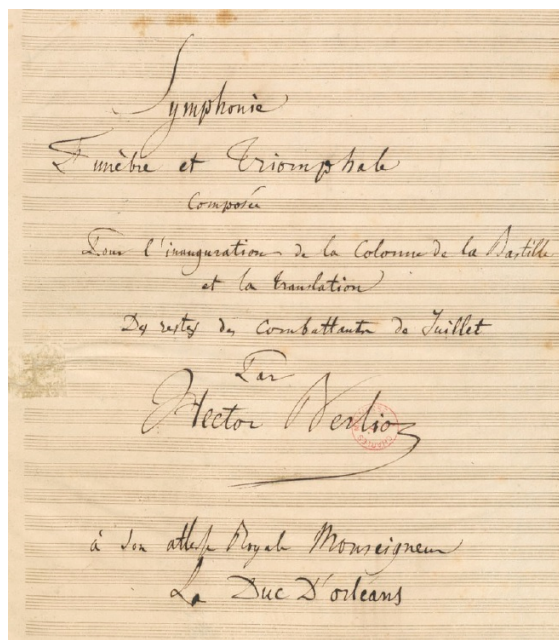 Symphonie
Funèbre et Triomphale
Composée
Pour l'inauguration de la Colonne de la Bastille
et la translation
Des restes des Combattants de Juillet
Par
Hector Berlioz
à Son altesse Royale Monseigneur
Le Duc D'orléans